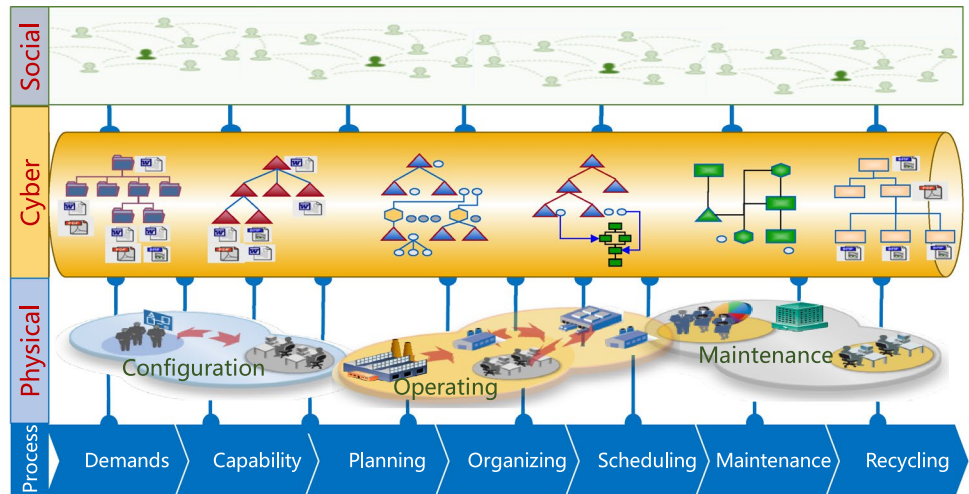 Social
Cyber
Physical
Configuration
Operating
Maintenance
Process
Demands
Capability
Planning
Organizing
Scheduling
Maintenance
Recycling